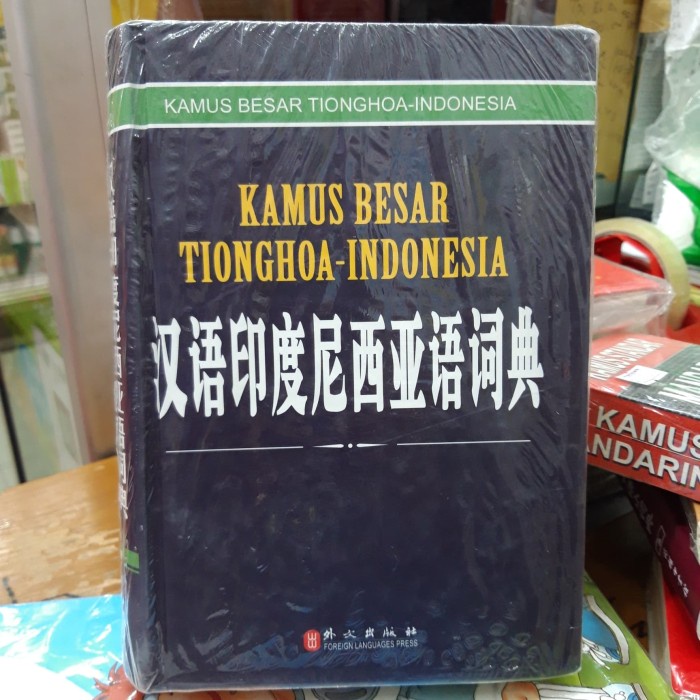 KAMUS BESAR TIONGHOA-INDONESIA
KAMUS BESAR
TIONGHOA-INDONESIA
汉语印度尼西亚语词典
外文出版社
FOREIGN LANGUAGES PRESS
KAMUS